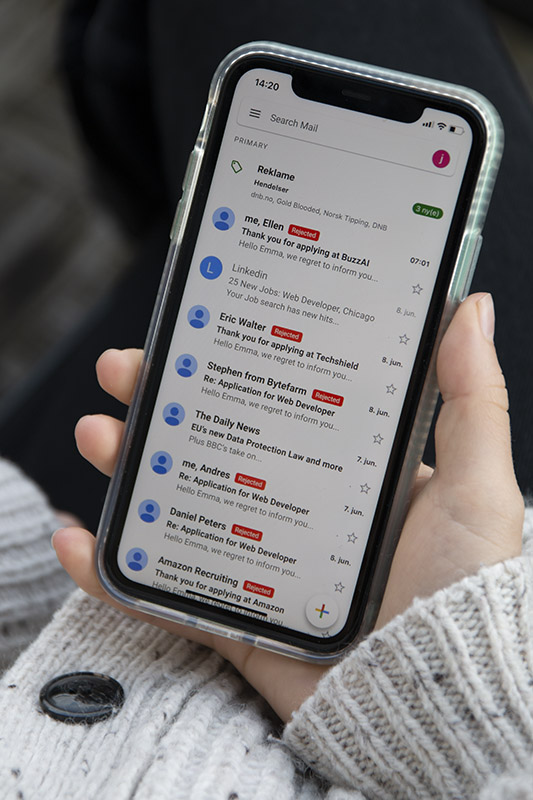 14:20
Search Mail
j
PRIMARY
Reklame
Hendelser
dnb.no, Gold Blooded, Norsk Tipping, DNB
3 ny(e)
me, Ellen Rejected
Thank you for applying at BuzzAI
Hello Emma, we regret to inform you...
07:01
L
Linkedin
25 New Jobs: Web Developer, Chicago
Your Job search has new hits...
8. jun.
Eric Walter Rejected
Thank you for applying at Techshield
Hello Emma, we regret to inform you...
8. jun.
Stephen from Bytefarm Rejected
Re: Application for Web Developer
Hello Emma, we regret to inform you...
8. jun.
The Daily News
EU's new Data Protection Law and more
Plus BBC's take on...
7. jun.
me, Andres Rejected
Re: Application for Web Developer
Hello Emma, we regret to inform you...
7. jun.
Daniel Peters Rejected
Re: Application for Web Developer
Hello Emma, we regret to inform you...
8. jun.
Amazon Recruiting Rejected
Thank you for applying at Amazon
Hello Emma, we regret to inform you